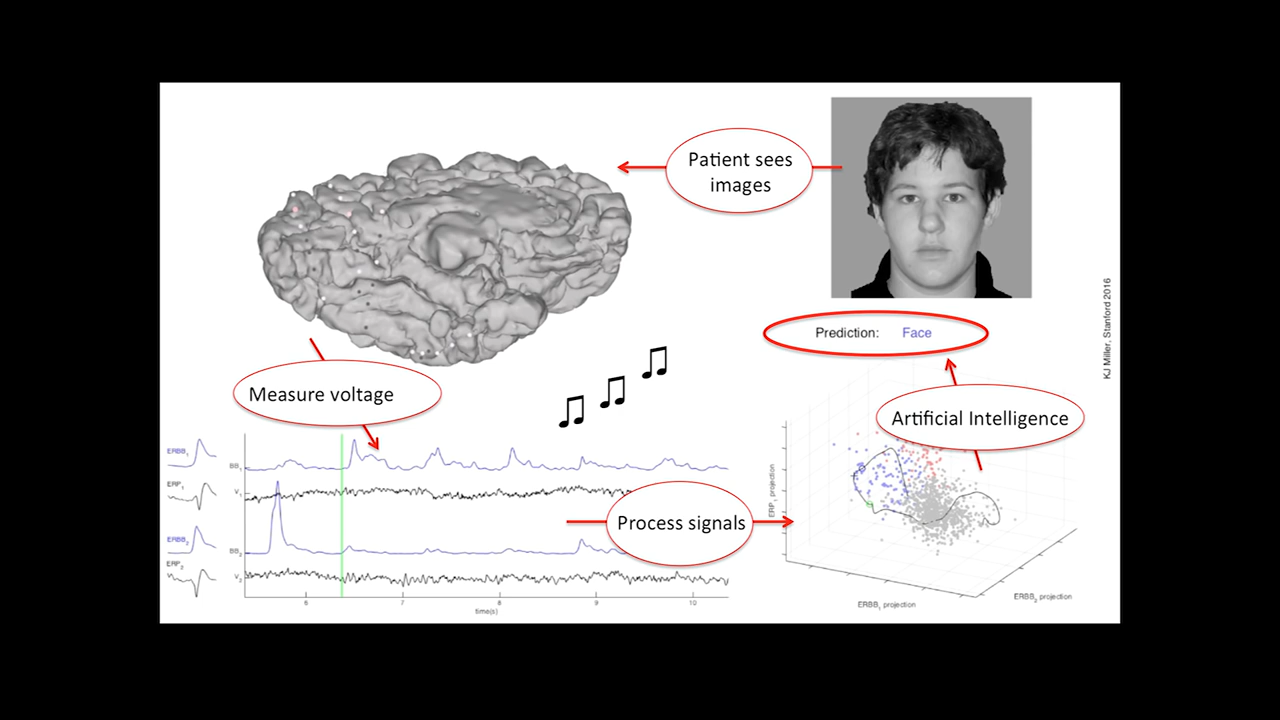 Patient sees
images
Prediction: Face
KJ Miller, Stanford 2016
Measure voltage
Artificial Intelligence
ERBB1
BB1
ERP1
V1
Process signals
ERBB2
BB2
ERP2
V2
6 7 8 9 10
time(s)
ERP1 projection
ERBB1 projection
ERBB2 projection